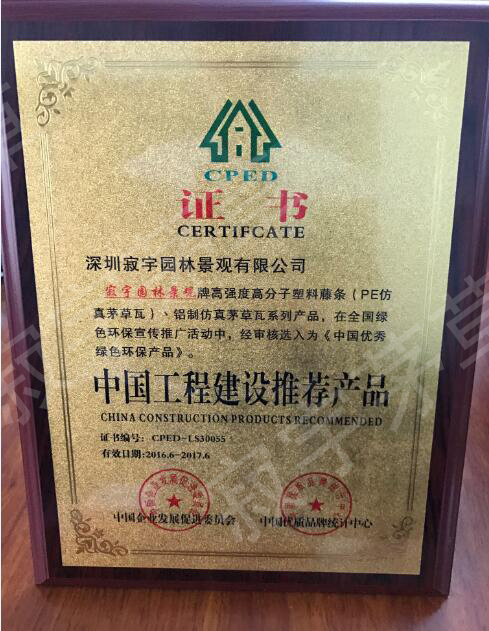 CPED
证 书
CERTIFCATE
深圳寂宇园林景观有限公司
寂宇园林景观牌高强度高分子塑料藤条（PE仿
真茅草瓦）、铝制仿真茅草瓦系列产品，在全国绿
色环保宣传推广活动中，经审核选入为《中国优秀
绿色环保产品》。
中国工程建设推荐产品
CHINA CONSTRUCTION PRODUCTS RECOMMENDED
证书编号: CPED-LS30055
有效日期:2016.6-2017.6
中国企业发展促进委员会 中国优质品牌统计中心